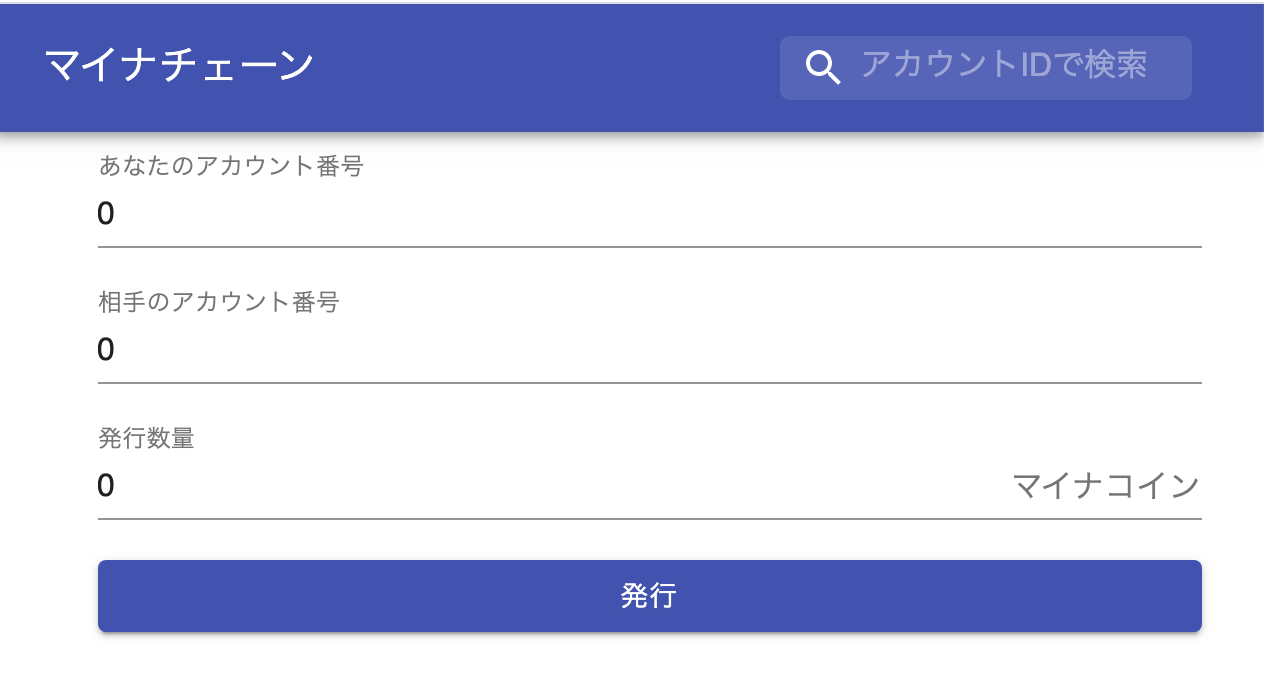 マイナチェーン
アカウントIDで検索
あなたのアカウント番号
0
相手のアカウント番号
0
発行数量
0 マイナコイン
発行